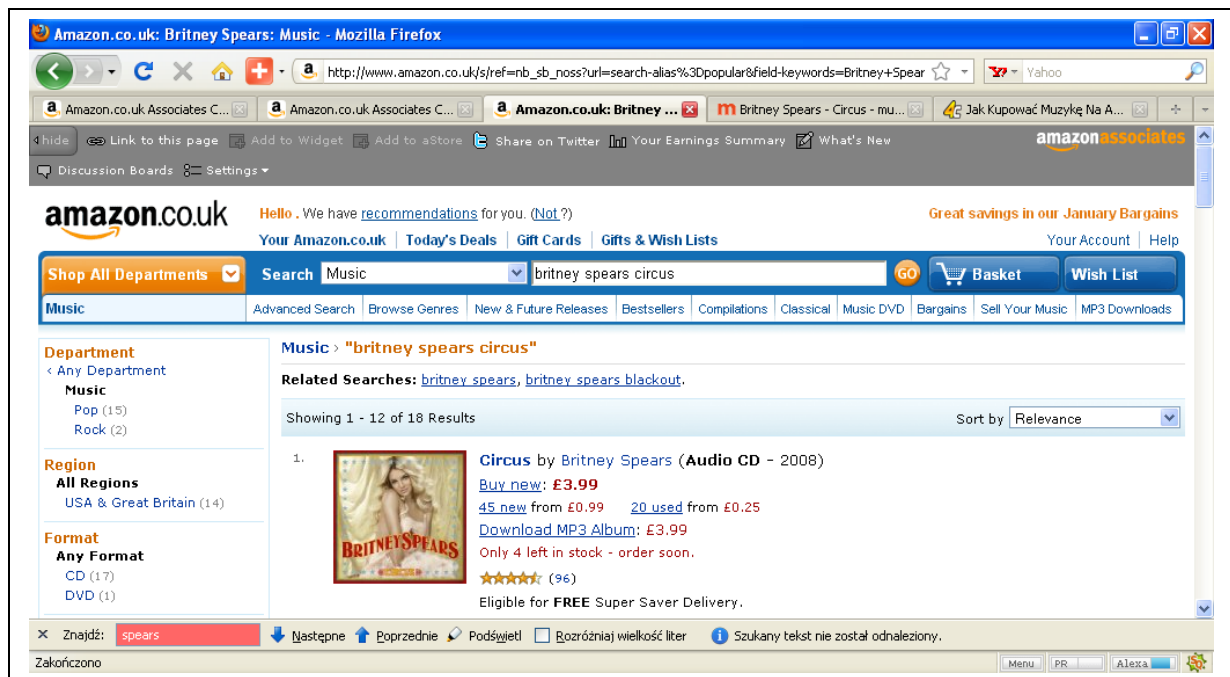 Amazon.co.uk: Britney Spears: Music - Mozilla Firefox
http://www.amazon.co.uk/s/ref=nb_sb_noss?url=search-alias%3Dpopular&field-keywords=Britney+Spear
Yahoo
Amazon.co.uk Associates C...
Amazon.co.uk Associates C...
Amazon.co.uk: Britney ...
Britney Spears - Circus - mu...
Jak Kupować Muzykę Na A...
hide Link to this page Add to Widget Add to aStore Share on Twitter Your Earnings Summary What's New amazonassociates
Discussion Boards Settings
amazon.co.uk
Hello . We have recommendations for you. (Not ?) Great savings in our January Bargains
Your Amazon.co.uk Today's Deals Gift Cards Gifts & Wish Lists Your Account Help
Shop All Departments Search Music britney spears circus GO Basket Wish List
Music Advanced Search Browse Genres New & Future Releases Bestsellers Compilations Classical Music DVD Bargains Sell Your Music MP3 Downloads
Department
< Any Department
Music
Pop (15)
Rock (2)
Region
All Regions
USA & Great Britain (14)
Format
Any Format
CD (17)
DVD (1)
Music › "britney spears circus"
Related Searches: britney spears, britney spears blackout.
Showing 1 - 12 of 18 Results Sort by Relevance
1.
BRITNEY SPEARS
CIRCUS
Circus by Britney Spears (Audio CD - 2008)
Buy new: £3.99
45 new from £0.99 20 used from £0.25
Download MP3 Album: £3.99
Only 4 left in stock - order soon.
(96)
Eligible for FREE Super Saver Delivery.
× Znajdź: spears Następne Poprzednie Podświetl Rozróżniaj wielkość liter Szukany tekst nie został odnaleziony.
Zakończono Menu PR Alexa